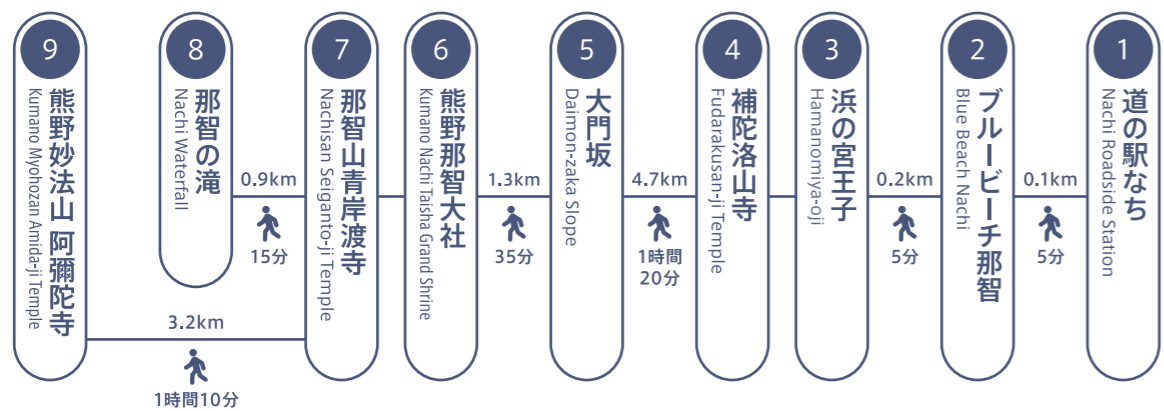 1
道の駅なち
Nachi Roadside Station
0.1km
5分
2
ブルービーチ那智
Blue Beach Nachi
0.2km
5分
3
浜の宮王子
Hamanomiya-oji
4
補陀洛山寺
Fudarakusan-ji Temple
4.7km
1時間
20分
5
大門坂
Daimon-zaka Slope
1.3km
35分
6
熊野那智大社
Kumano Nachi Taisha Grand Shrine
7
那智山青岸渡寺
Nachisan Seiganto-ji Temple
0.9km
15分
8
那智の滝
Nachi Waterfall
3.2km
1時間10分
9
熊野妙法山 阿彌陀寺
Kumano Myohozan Amida-ji Temple